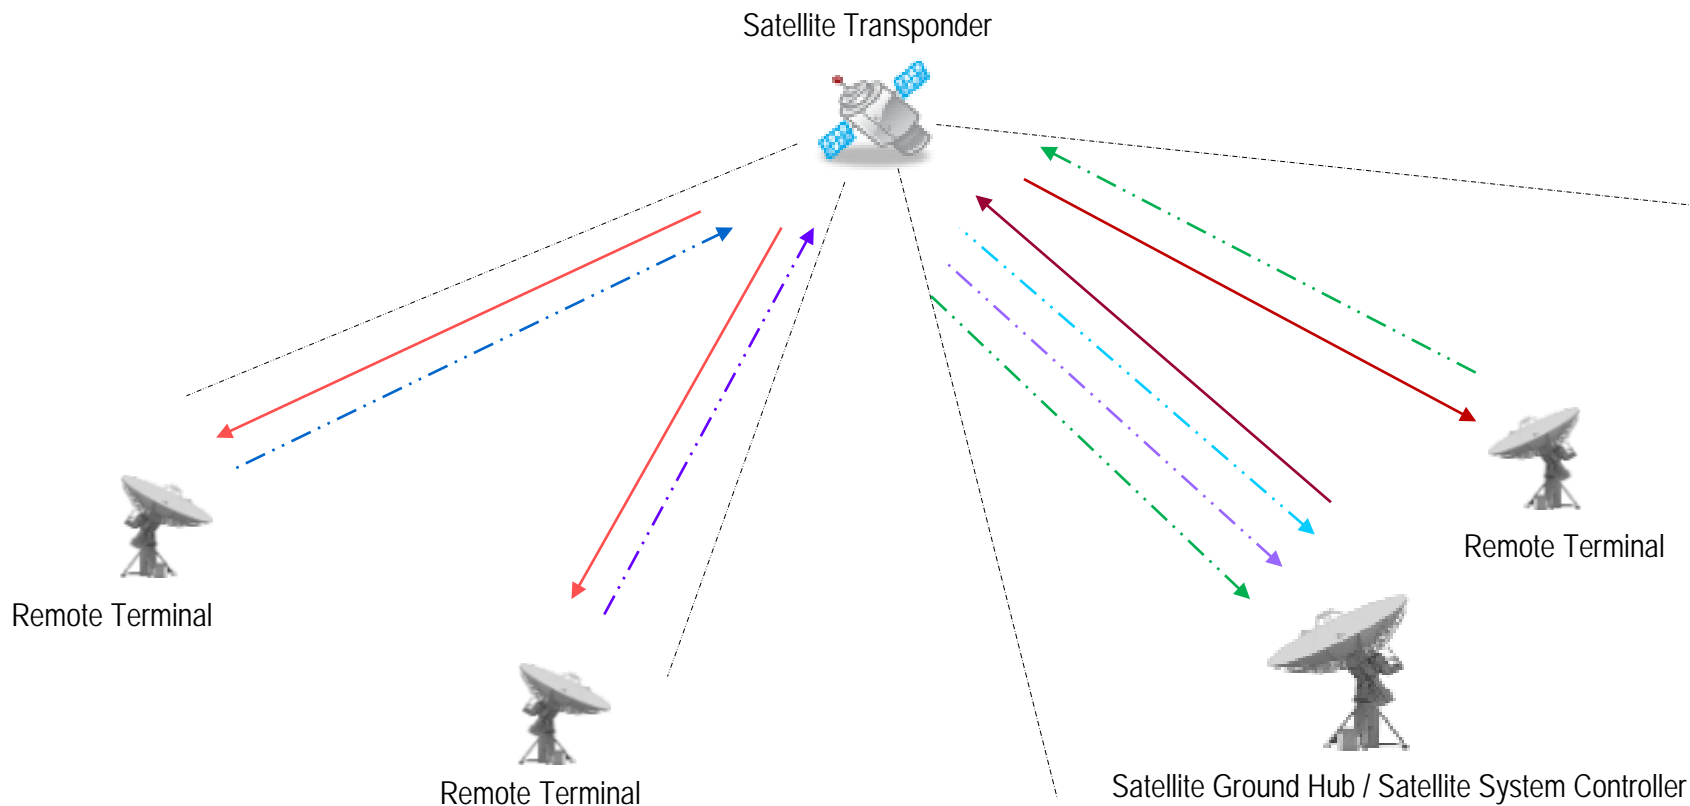 Satellite Transponder
Remote Terminal
Remote Terminal
Remote Terminal
Satellite Ground Hub / Satellite System Controller